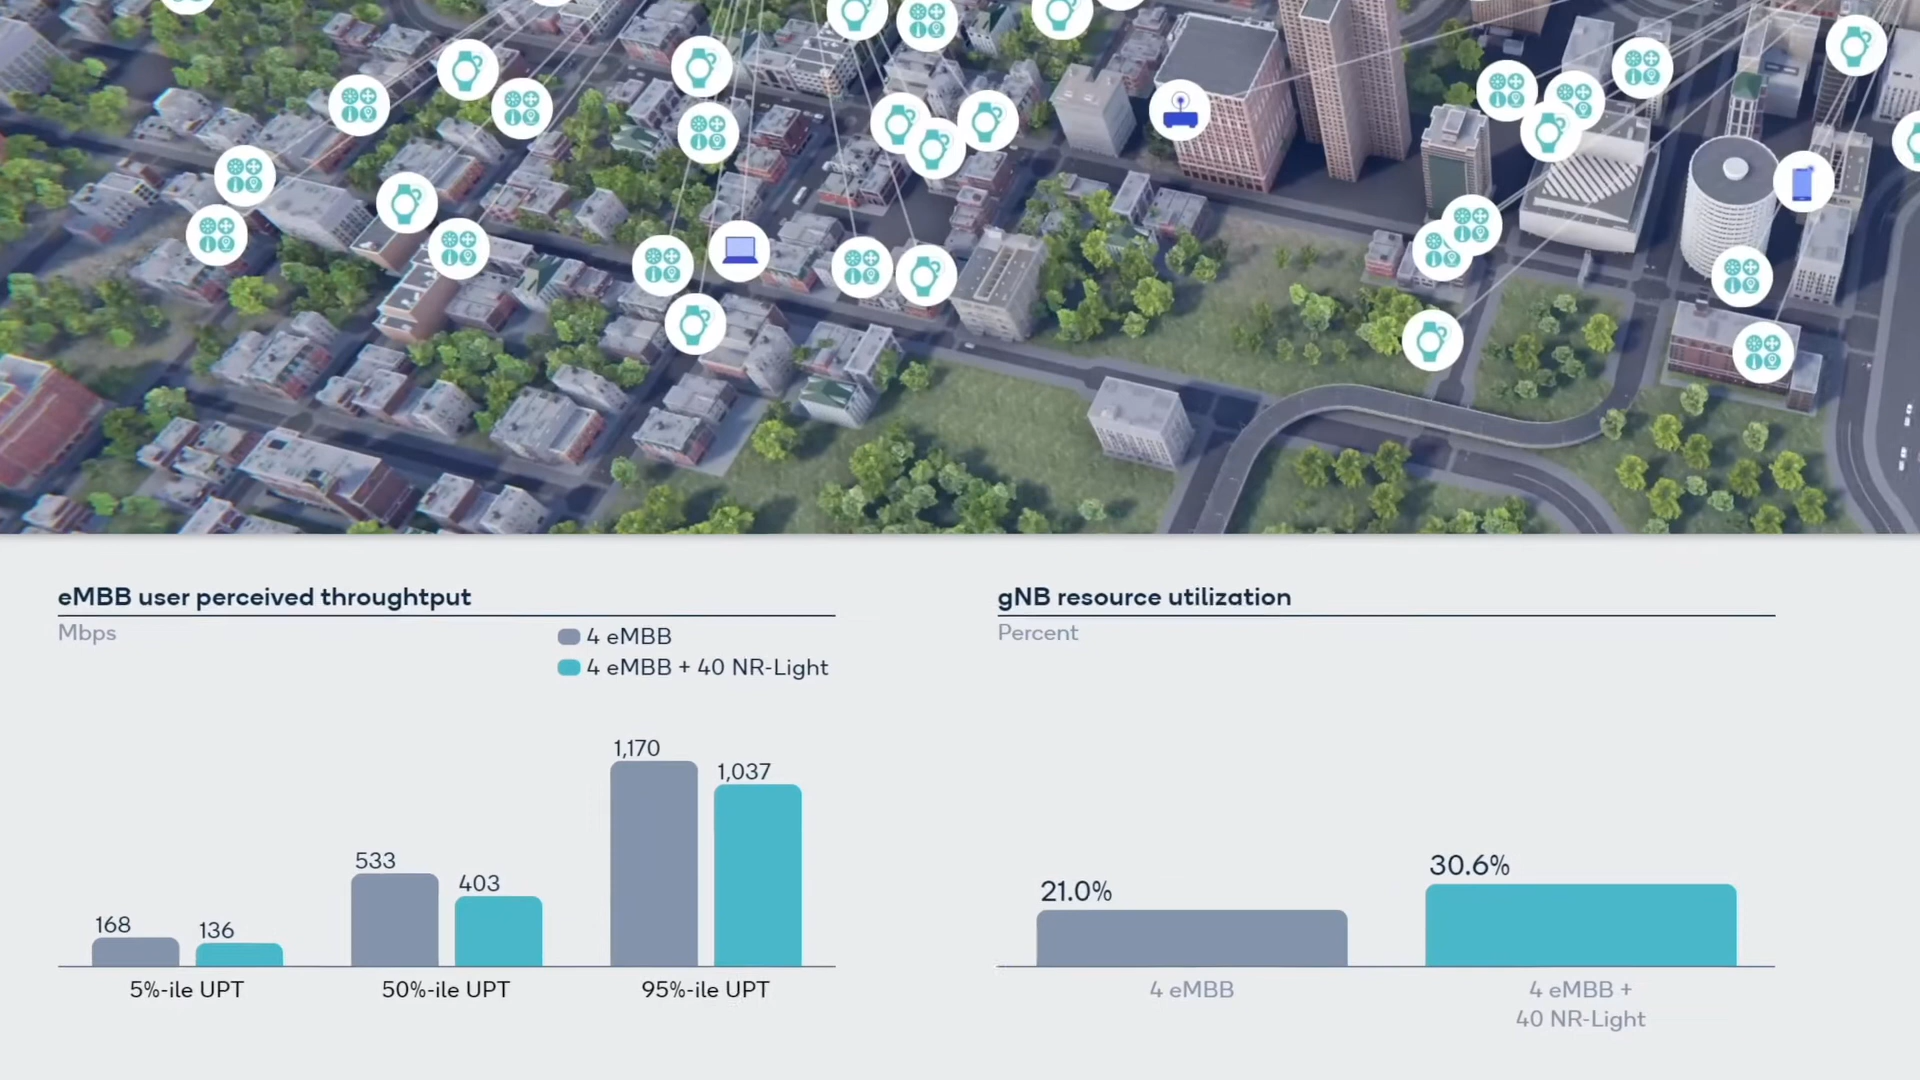 eMBB user perceived throughtput
Mbps
4 eMBB
4 eMBB + 40 NR-Light
1,170
1,037
533
403
168
136
5%-ile UPT
50%-ile UPT
95%-ile UPT
gNB resource utilization
Percent
21.0%
30.6%
4 eMBB
4 eMBB +
40 NR-Light